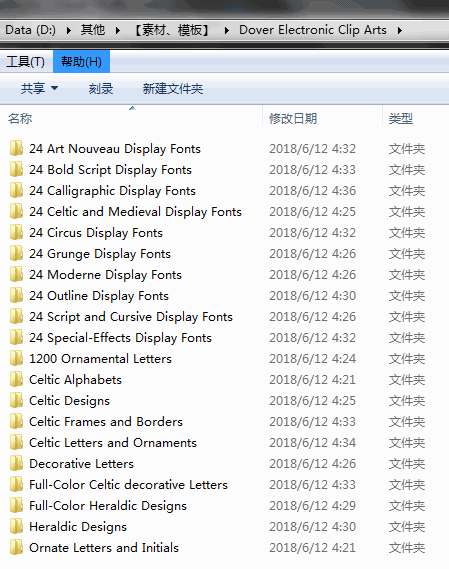 Data (D:) ▸ 其他 ▸ 【素材、模板】 ▸ Dover Electronic Clip Arts ▸
工具(T) 帮助(H)
共享 刻录 新建文件夹
名称 修改日期 类型
24 Art Nouveau Display Fonts 2018/6/12 4:32 文件夹
24 Bold Script Display Fonts 2018/6/12 4:33 文件夹
24 Calligraphic Display Fonts 2018/6/12 4:36 文件夹
24 Celtic and Medieval Display Fonts 2018/6/12 4:25 文件夹
24 Circus Display Fonts 2018/6/12 4:32 文件夹
24 Grunge Display Fonts 2018/6/12 4:26 文件夹
24 Moderne Display Fonts 2018/6/12 4:26 文件夹
24 Outline Display Fonts 2018/6/12 4:30 文件夹
24 Script and Cursive Display Fonts 2018/6/12 4:26 文件夹
24 Special-Effects Display Fonts 2018/6/12 4:32 文件夹
1200 Ornamental Letters 2018/6/12 4:24 文件夹
Celtic Alphabets 2018/6/12 4:21 文件夹
Celtic Designs 2018/6/12 4:25 文件夹
Celtic Frames and Borders 2018/6/12 4:33 文件夹
Celtic Letters and Ornaments 2018/6/12 4:34 文件夹
Decorative Letters 2018/6/12 4:26 文件夹
Full-Color Celtic decorative Letters 2018/6/12 4:33 文件夹
Full-Color Heraldic Designs 2018/6/12 4:29 文件夹
Heraldic Designs 2018/6/12 4:30 文件夹
Ornate Letters and Initials 2018/6/12 4:21 文件夹